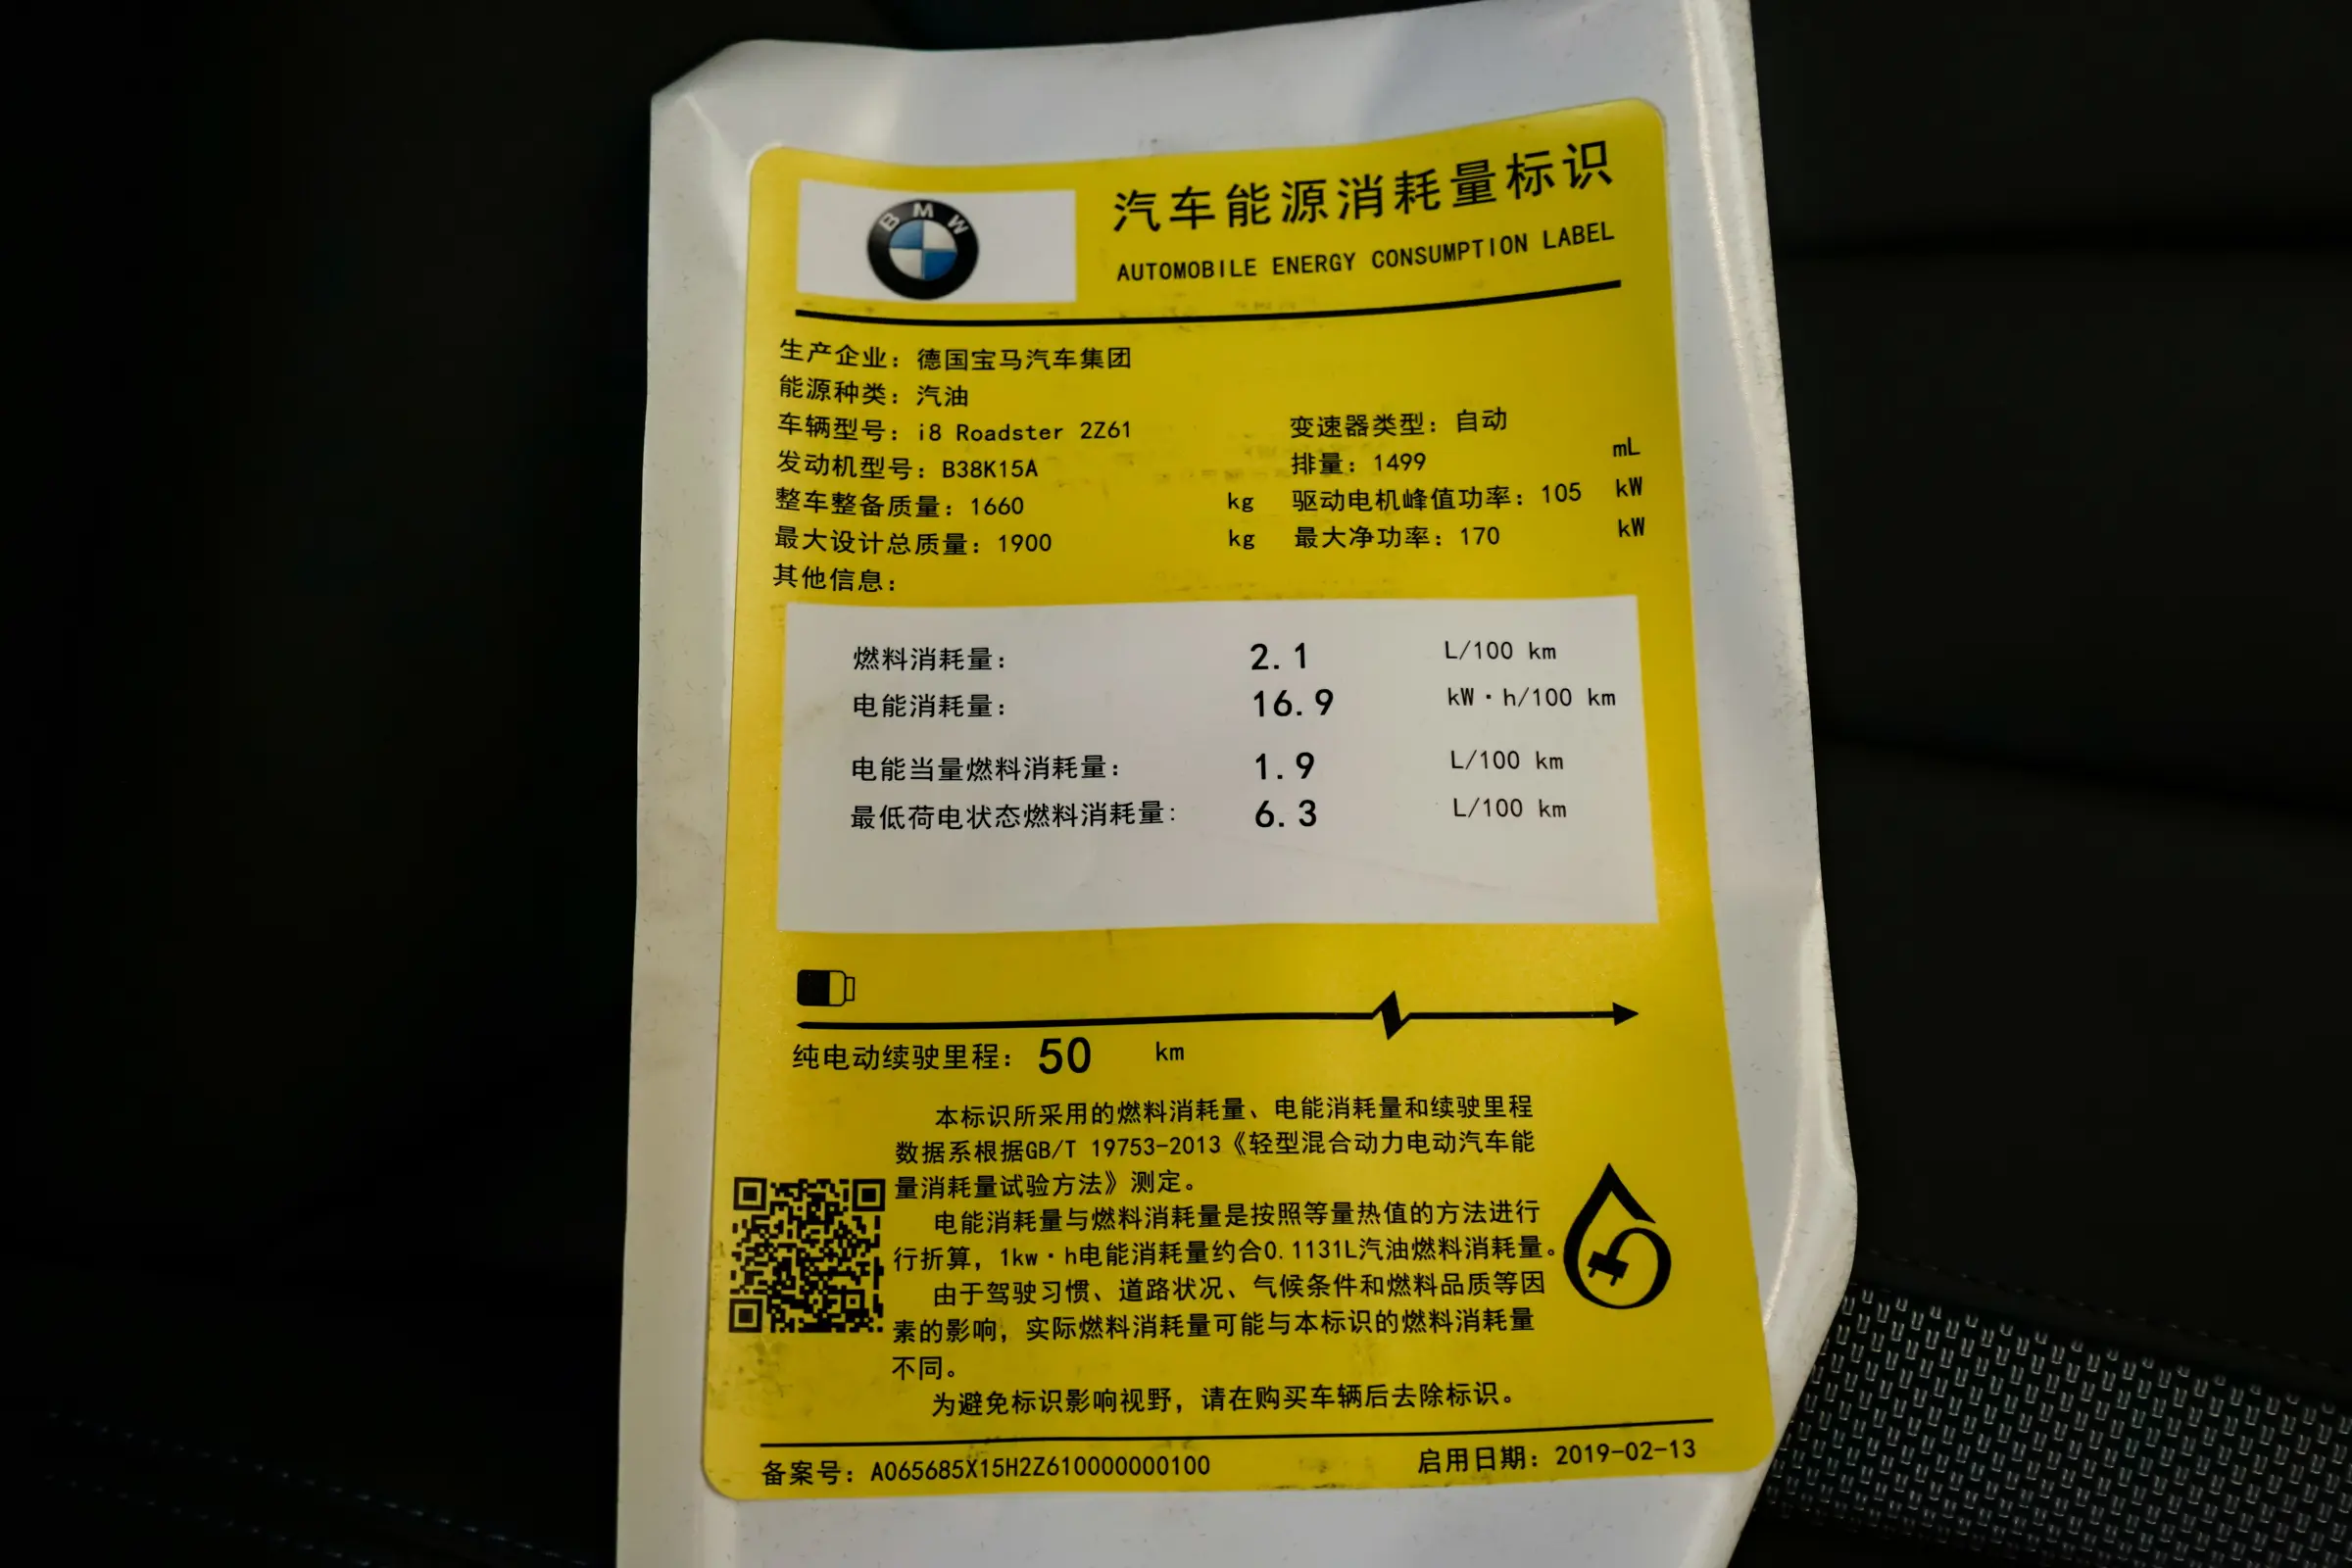 BMW
汽车能源消耗量标识
AUTOMOBILE ENERGY CONSUMPTION LABEL
生产企业：德国宝马汽车集团
能源种类：汽油
车辆型号：i8 Roadster 2Z61 变速器类型：自动
发动机型号：B38K15A 排量：1499 mL
整车整备质量：1660 kg 驱动电机峰值功率：105 kW
最大设计总质量：1900 kg 最大净功率：170 kW
其他信息：
燃料消耗量： 2.1 L/100 km
电能消耗量： 16.9 kW·h/100 km
电能当量燃料消耗量： 1.9 L/100 km
最低荷电状态燃料消耗量： 6.3 L/100 km
纯电动续驶里程：50 km
本标识所采用的燃料消耗量、电能消耗量和续驶里程
数据系根据GB/T 19753-2013《轻型混合动力电动汽车能
量消耗量试验方法》测定。
电能消耗量与燃料消耗量是按照等量热值的方法进行
行折算，1kw·h电能消耗量约合0.1131L汽油燃料消耗量。
由于驾驶习惯、道路状况、气候条件和燃料品质等因
素的影响，实际燃料消耗量可能与本标识的燃料消耗量
不同。
为避免标识影响视野，请在购买车辆后去除标识。
备案号：A065685X15H2Z610000000100 启用日期：2019-02-13